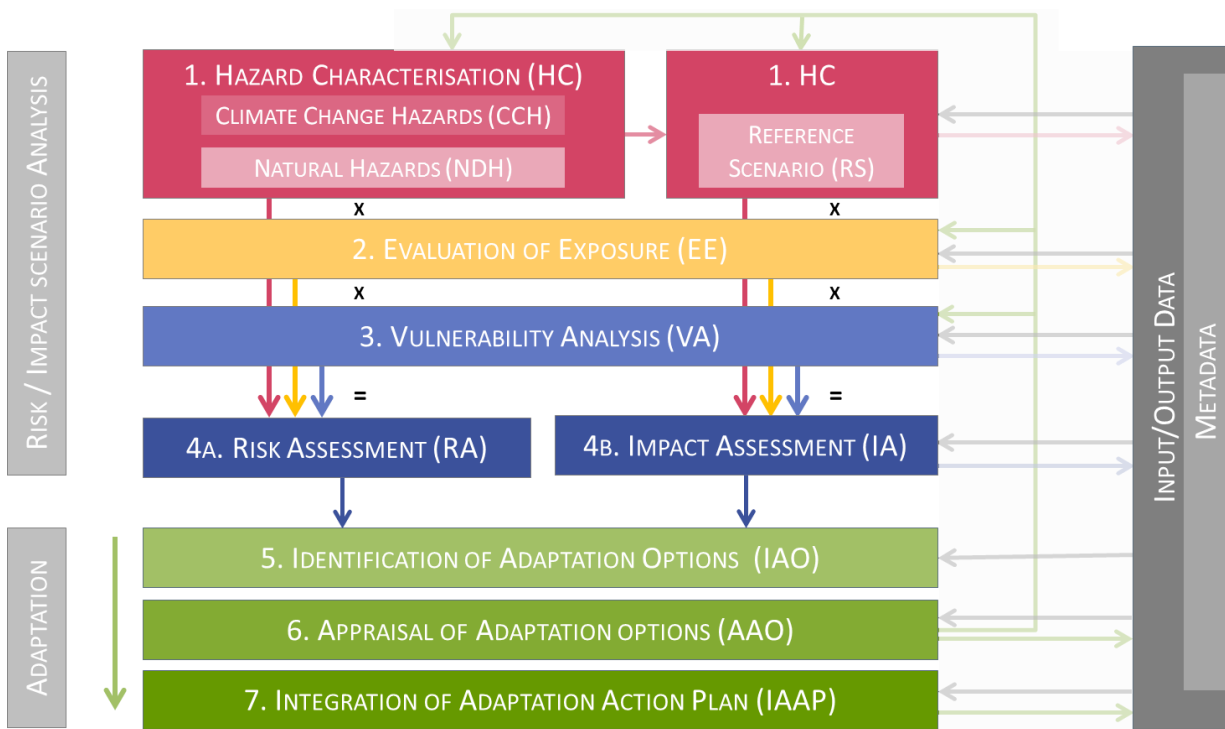 RISK / IMPACT SCENARIO ANALYSIS
1. HAZARD CHARACTERISATION (HC)
CLIMATE CHANGE HAZARDS (CCH)
NATURAL HAZARDS (NDH)
1. HC
REFERENCE
SCENARIO (RS)
x
x
2. EVALUATION OF EXPOSURE (EE)
x
x
3. VULNERABILITY ANALYSIS (VA)
=
=
4A. RISK ASSESSMENT (RA)
4B. IMPACT ASSESSMENT (IA)
ADAPTATION
5. IDENTIFICATION OF ADAPTATION OPTIONS (IAO)
6. APPRAISAL OF ADAPTATION OPTIONS (AAO)
7. INTEGRATION OF ADAPTATION ACTION PLAN (IAAP)
INPUT/OUTPUT DATA
METADATA